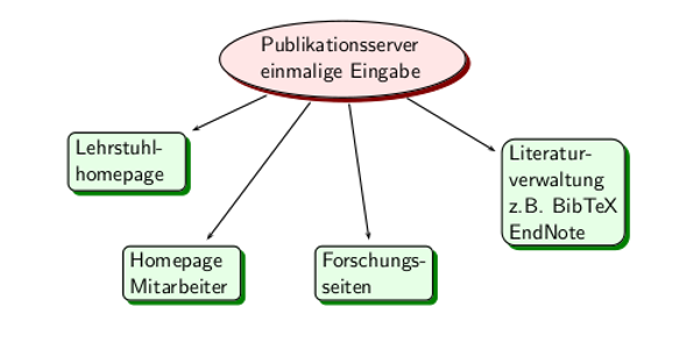 Publikationsserver
einmalige Eingabe
Lehrstuhl-
homepage
Literatur-
verwaltung
z.B. BibTeX
EndNote
Homepage
Mitarbeiter
Forschungs-
seiten